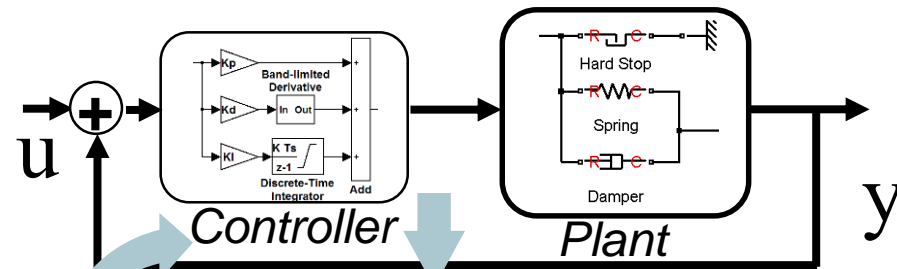 u
+
Kp
Band-limited
Derivative
Kd
In Out
KI
K Ts
z-1
Discrete-Time
Integrator
+
+
+
Add
Controller
R C
Hard Stop
R C
Spring
R C
Damper
Plant
y